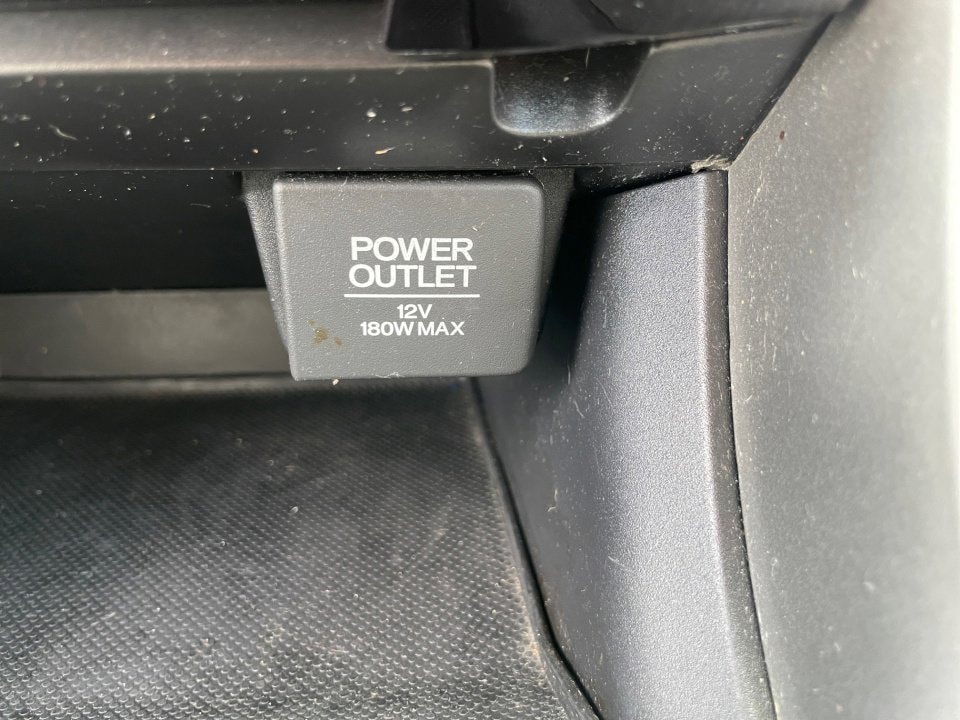 POWER
OUTLET
12V
180W MAX